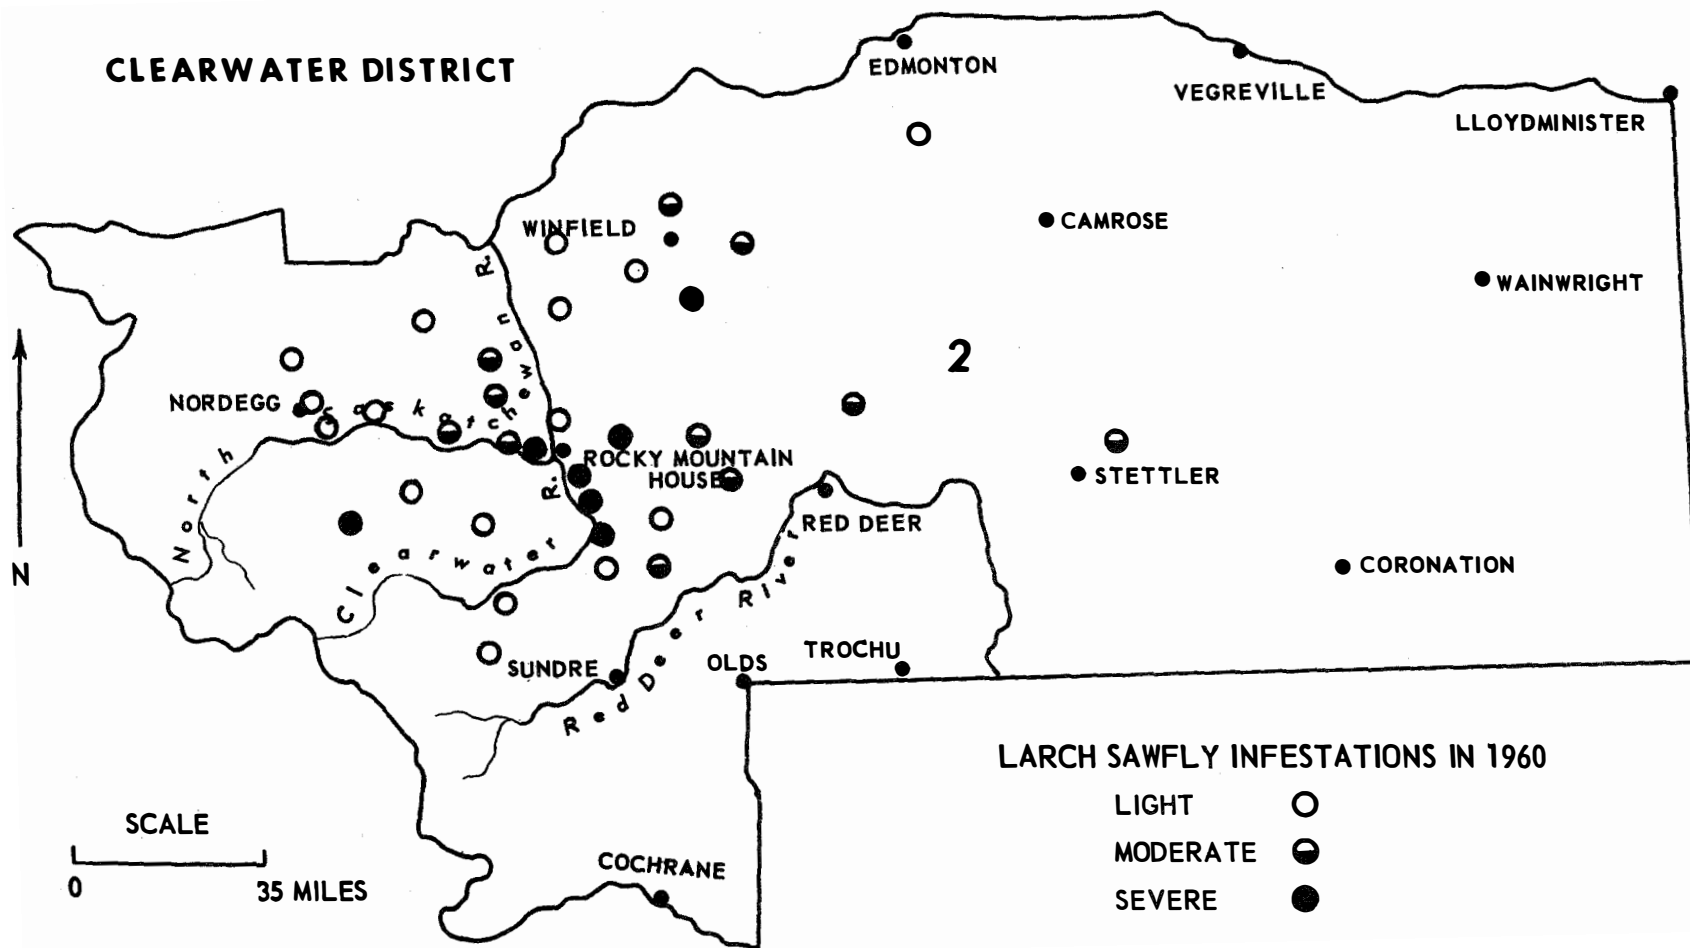 CLEARWATER DISTRICT
EDMONTON
VEGREVILLE
LLOYDMINISTER
WINFIELD
CAMROSE
WAINWRIGHT
2
NORDEGG
North Saskatchewan R.
ROCKY MOUNTAIN
HOUSE
STETTLER
RED DEER
Clearwater R.
CORONATION
N
Red Deer River
SUNDRE
OLDS
TROCHU
LARCH SAWFLY INFESTATIONS IN 1960
LIGHT
MODERATE
SEVERE
SCALE
0 35 MILES
COCHRANE